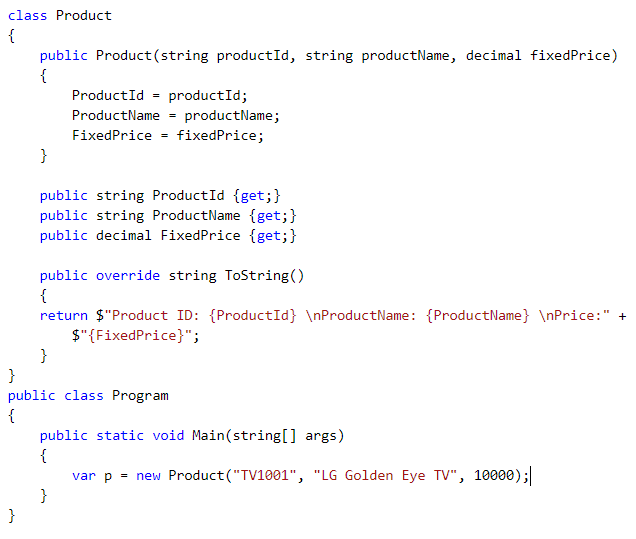 class Product
{
    public Product(string productId, string productName, decimal fixedPrice)
    {
        ProductId = productId;
        ProductName = productName;
        FixedPrice = fixedPrice;
    }

    public string ProductId {get;}
    public string ProductName {get;}
    public decimal FixedPrice {get;}

    public override string ToString()
    {
    return $"Product ID: {ProductId} \nProductName: {ProductName} \nPrice:" +
        $"{FixedPrice}";
    }
}
public class Program
{
    public static void Main(string[] args)
    {
        var p = new Product("TV1001", "LG Golden Eye TV", 10000);
    }
}